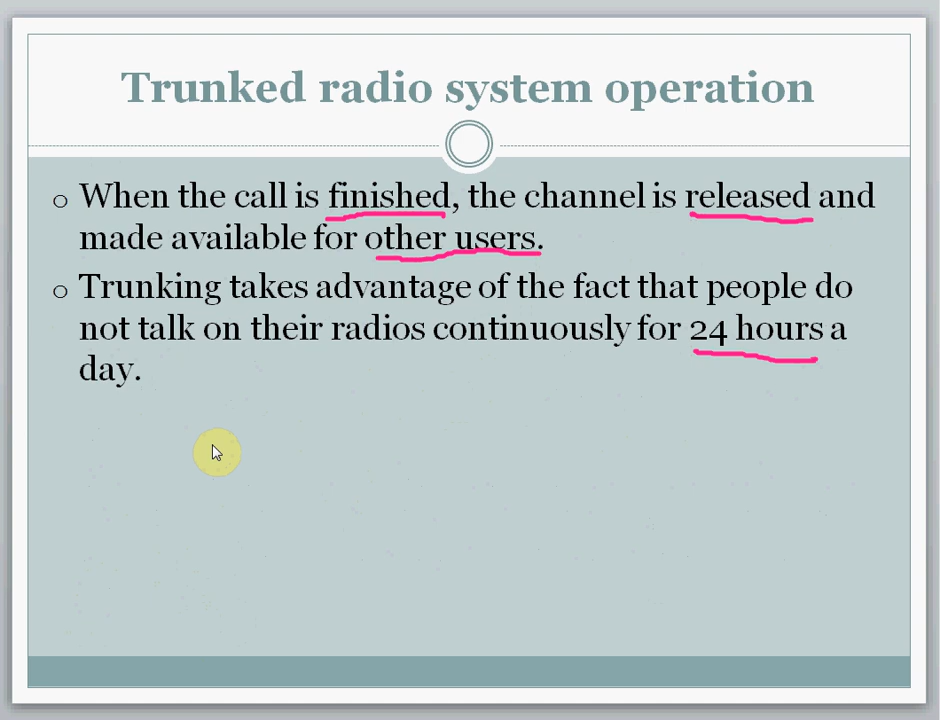 Trunked radio system operation
o When the call is finished, the channel is released and
made available for other users.
o Trunking takes advantage of the fact that people do
not talk on their radios continuously for 24 hours a
day.